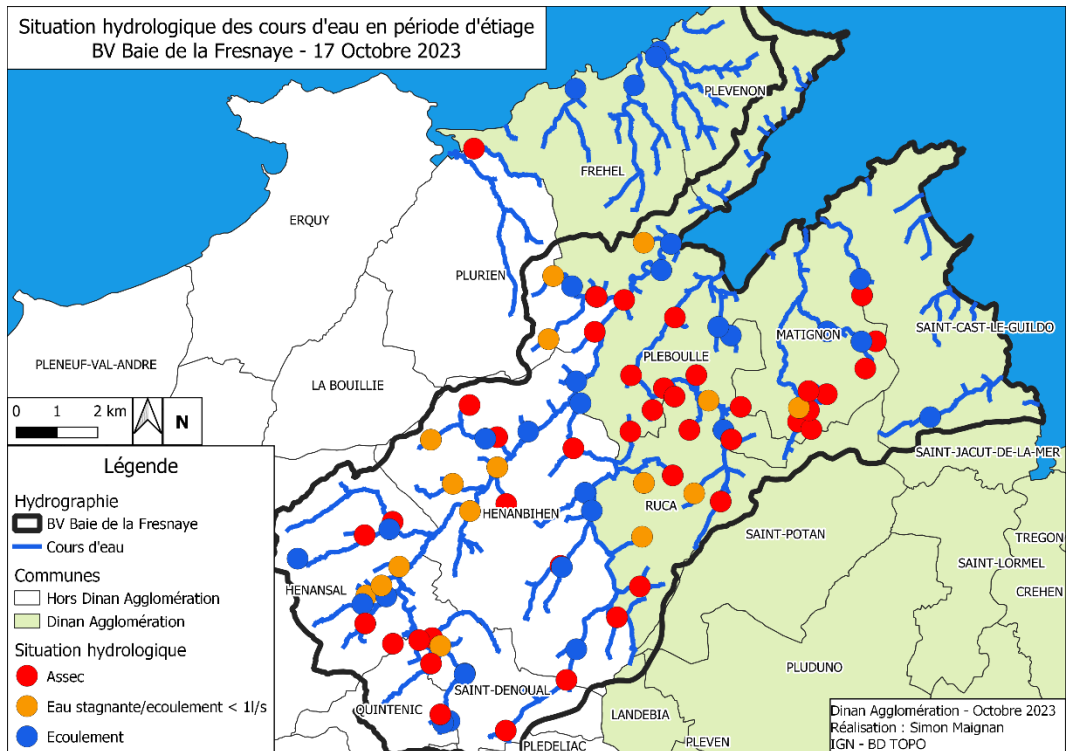 Situation hydrologique des cours d'eau en période d'étiage
BV Baie de la Fresnaye - 17 Octobre 2023
PLEVENON
FREHEL
ERQUY
PLURIEN
MATIGNON
SAINT-CAST-LE-GUILDO
PLEBOULLE
PLENEUF-VAL-ANDRE
LA BOUILLIE
0 1 2 km
N
Légende
Hydrographie
BV Baie de la Fresnaye
Cours d'eau
Communes
Hors Dinan Agglomération
Dinan Agglomération
Situation hydrologique
Assec
Eau stagnante/ecoulement < 1l/s
Ecoulement
SAINT-JACUT-DE-LA-MER
RUCA
HENANBIHEN
SAINT-POTAN
TREGON
SAINT-LORMEL
CREHEN
HENANSAL
PLUDUNO
SAINT-DENOUAL
QUINTENIC
LANDEBIA
PLEDELIAC
PLEVEN
Dinan Agglomération - Octobre 2023
Réalisation : Simon Maignan
IGN - BD TOPO